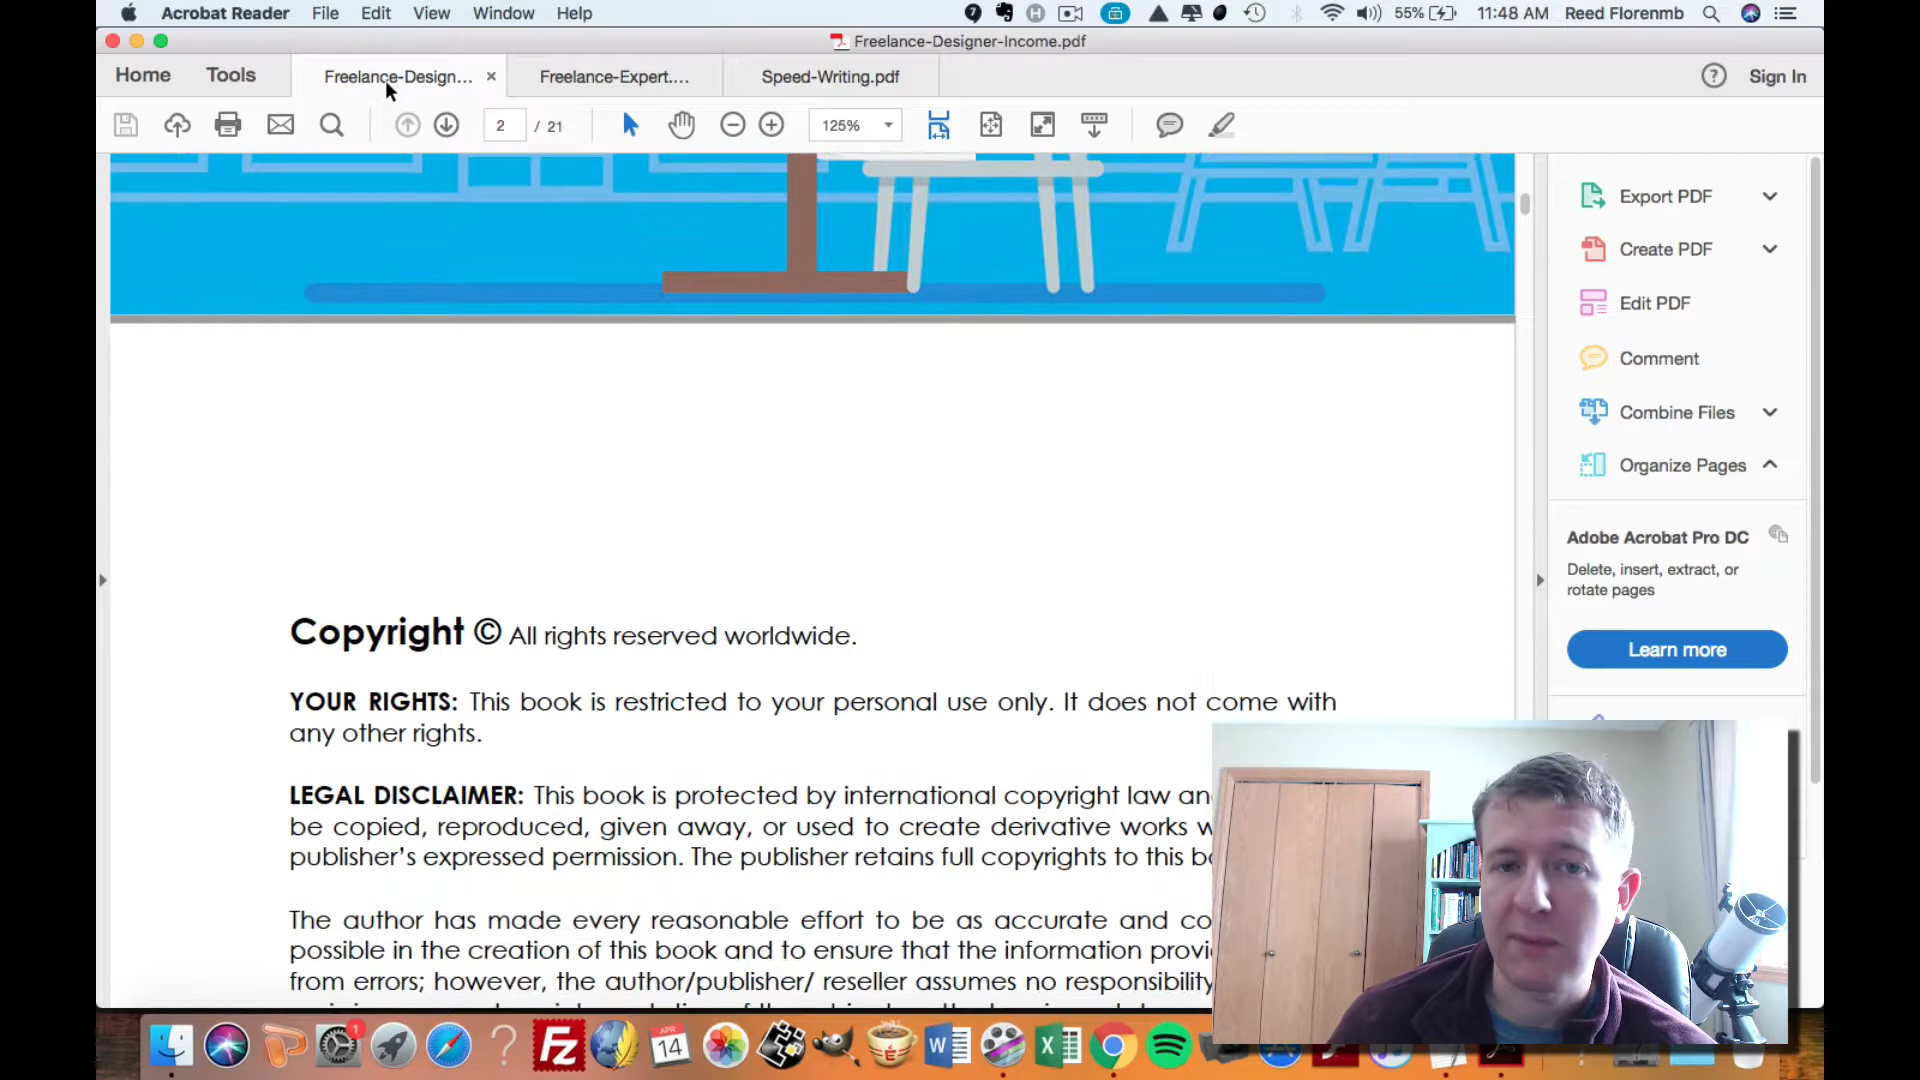 Acrobat Reader File Edit View Window Help 55% 11:48 AM Reed Florenmb
Freelance-Designer-Income.pdf
Home Tools Freelance-Design... × Freelance-Expert.... Speed-Writing.pdf ? Sign In
2 / 21 125%
Export PDF
Create PDF
Edit PDF
Comment
Combine Files
Organize Pages
Adobe Acrobat Pro DC
Delete, insert, extract, or
rotate pages
Learn more
Copyright © All rights reserved worldwide.
YOUR RIGHTS: This book is restricted to your personal use only. It does not come with
any other rights.
LEGAL DISCLAIMER: This book is protected by international copyright law
be copied, reproduced, given away, or used to create derivative works
publisher's expressed permission. The publisher retains full copyrights to this
The author has made every reasonable effort to be as accurate and
possible in the creation of this book and to ensure that the information
from errors; however, the author/publisher/ reseller assumes no responsibility
1 Fz APR
14 W X